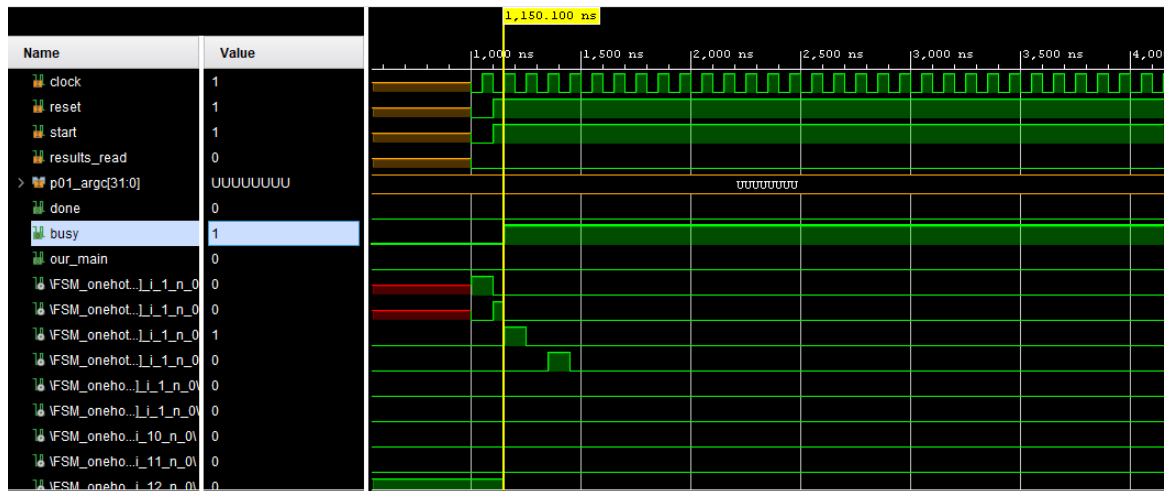 1,150.100 ns
Name Value
1,000 ns 1,500 ns 2,000 ns 2,500 ns 3,000 ns 3,500 ns 4,00
clock 1
reset 1
start 1
results_read 0
> p01_argc[31:0] UUUUUUUU UUUUUUUU
done 0
busy 1
our_main 0
\FSM_onehot...]_i_1_n_0 0
\FSM_onehot...]_i_1_n_0 0
\FSM_onehot...]_i_1_n_0 1
\FSM_onehot...]_i_1_n_0 0
\FSM_oneho...]_i_1_n_0\ 0
\FSM_oneho...]_i_1_n_0\ 0
\FSM_oneho...i_10_n_0\ 0
\FSM_oneho...i_11_n_0\ 0
\FSM_oneho...i_12_n_0\ 0